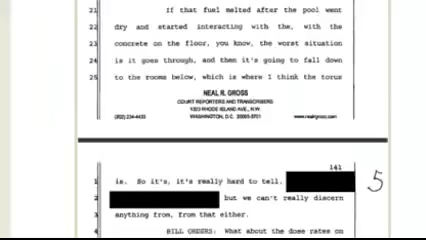 21 If that fuel melted after the pool went
22 dry and started interacting with the, with the
23 concrete on the floor, you know, the worst situation
24 is it goes through, and then it's going to fall down
25 to the rooms below, which is where I think the torus
NEAL R. GROSS
COURT REPORTERS AND TRANSCRIBERS
1323 RHODE ISLAND AVE., N.W.
(202) 234-4433 WASHINGTON, D.C. 20005-3701 www.nealrgross.com
141
1 is. So it's, it's really hard to tell. 5
2 but we can't really discern
3 anything from, from that either.
4 BILL ORDERS: What about the dose rates on